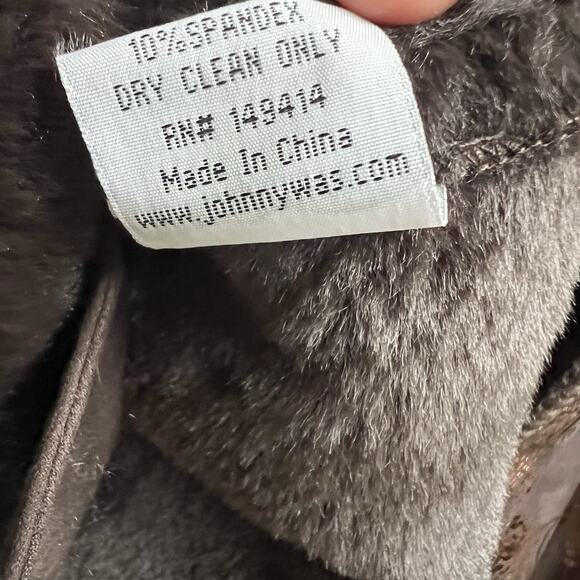 10%SPANDEX
DRY CLEAN ONLY
RN# 149414
Made In China
www.johnnywas.com